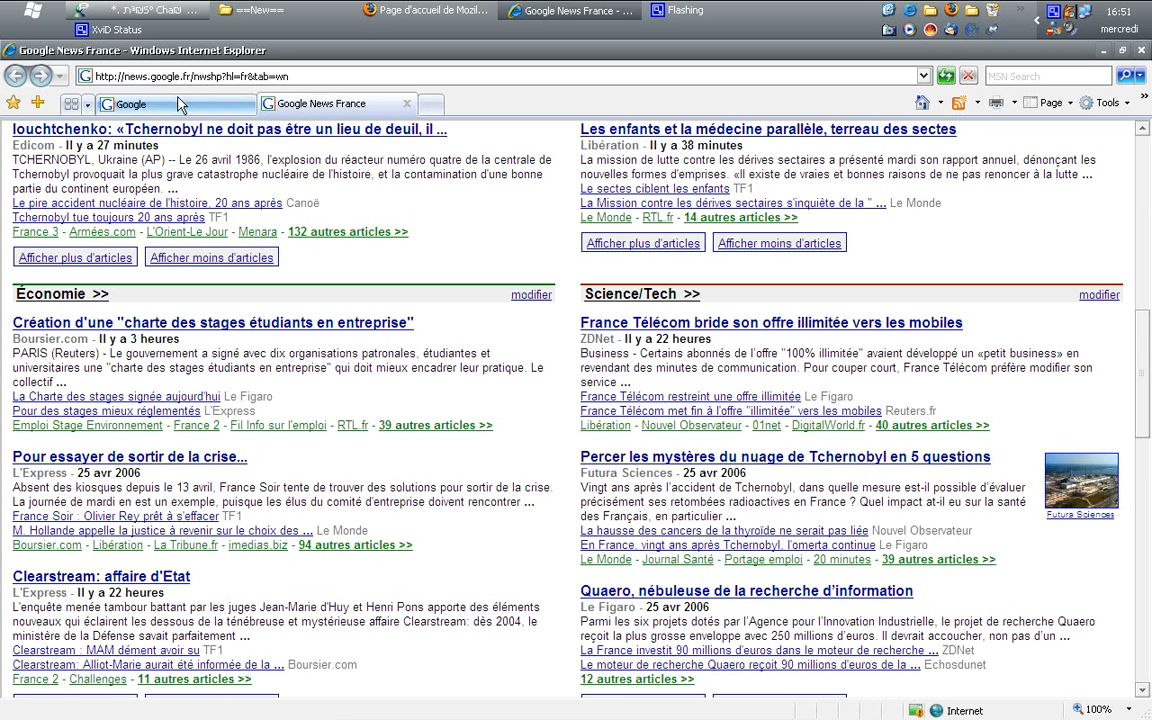 *. ªקƨ"S° ChaΩ ...
==New==
Page d'accueil de Mozil...
Google News France - ...
Flashing
16:51
XviD Status
mercredi
Google News France - Windows Internet Explorer
http://news.google.fr/nwshp?hl=fr&tab=wn
MSN Search
Google
Google News France
Page
Tools
Iouchtchenko: «Tchernobyl ne doit pas être un lieu de deuil, il ...
Edicom - Il y a 27 minutes
TCHERNOBYL, Ukraine (AP) -- Le 26 avril 1986, l'explosion du réacteur numéro quatre de la centrale de
Tchernobyl provoquait la plus grave catastrophe nucléaire de l'histoire, et la contamination d'une bonne
partie du continent européen. ...
Le pire accident nucléaire de l'histoire, 20 ans après Canoë
Tchernobyl tue toujours 20 ans après TF1
France 3 - Armées.com - L'Orient-Le Jour - Menara - 132 autres articles >>
Afficher plus d'articles Afficher moins d'articles
Les enfants et la médecine parallèle, terreau des sectes
Libération - Il y a 38 minutes
La mission de lutte contre les dérives sectaires a présenté mardi son rapport annuel, dénonçant les
nouvelles formes d'emprises. «Il existe de vraies et bonnes raisons de ne pas renoncer à la lutte ...
Le sectes ciblent les enfants TF1
La Mission contre les dérives sectaires s'inquiète de la " ... Le Monde
Le Monde - RTL.fr - 14 autres articles >>
Afficher plus d'articles Afficher moins d'articles
Économie >>
modifier
Création d'une "charte des stages étudiants en entreprise"
Boursier.com - Il y a 3 heures
PARIS (Reuters) - Le gouvernement a signé avec dix organisations patronales, étudiantes et
universitaires une "charte des stages étudiants en entreprise" qui doit mieux encadrer leur pratique. Le
collectif ...
La Charte des stages signée aujourd'hui Le Figaro
Pour des stages mieux réglementés L'Express
Emploi Stage Environnement - France 2 - Fil Info sur l'emploi - RTL.fr - 39 autres articles >>
Pour essayer de sortir de la crise...
L'Express - 25 avr 2006
Absent des kiosques depuis le 13 avril, France Soir tente de trouver des solutions pour sortir de la crise.
La journée de mardi en est un exemple, puisque les élus du comité d'entreprise doivent rencontrer ...
France Soir : Olivier Rey prêt à s'effacer TF1
M. Hollande appelle la justice à revenir sur le choix des ... Le Monde
Boursier.com - Libération - La Tribune.fr - imedias.biz - 94 autres articles >>
Clearstream: affaire d'Etat
L'Express - Il y a 22 heures
L'enquête menée tambour battant par les juges Jean-Marie d'Huy et Henri Pons apporte des éléments
nouveaux qui éclairent les dessous de la ténébreuse et mystérieuse affaire Clearstream: dès 2004, le
ministère de la Défense savait parfaitement ...
Clearstream : MAM dément avoir su TF1
Clearstream: Alliot-Marie aurait été informée de la ... Boursier.com
France 2 - Challenges - 11 autres articles >>
Science/Tech >>
modifier
France Télécom bride son offre illimitée vers les mobiles
ZDNet - Il y a 22 heures
Business - Certains abonnés de l'offre "100% illimitée" avaient développé un «petit business» en
revendant des minutes de communication. Pour couper court, France Télécom préfère modifier son
service ...
France Télécom restreint une offre illimitée Le Figaro
France Télécom met fin à l'offre "illimitée" vers les mobiles Reuters.fr
Libération - Nouvel Observateur - 01net - DigitalWorld.fr - 40 autres articles >>
Percer les mystères du nuage de Tchernobyl en 5 questions
Futura Sciences - 25 avr 2006
Vingt ans après l'accident de Tchernobyl, dans quelle mesure est-il possible d'évaluer
précisément ses retombées radioactives en France ? Quel impact at-il eu sur la santé
des Français, en particulier ...
La hausse des cancers de la thyroïde ne serait pas liée Nouvel Observateur
En France, vingt ans après Tchernobyl, l'omerta continue Le Figaro
Le Monde - Journal Santé - Portage emploi - 20 minutes - 39 autres articles >>
Futura Sciences
Quaero, nébuleuse de la recherche d'information
Le Figaro - 25 avr 2006
Parmi les six projets dotés par l'Agence pour l'Innovation Industrielle, le projet de recherche Quaero
reçoit la plus grosse enveloppe avec 250 millions d'euros. Il devrait accoucher, non pas d'un ...
La France investit 90 millions d'euros dans le moteur de recherche ... ZDNet
Le moteur de recherche Quaero reçoit 90 millions d'euros de la ... Echosdunet
12 autres articles >>
Internet
100%